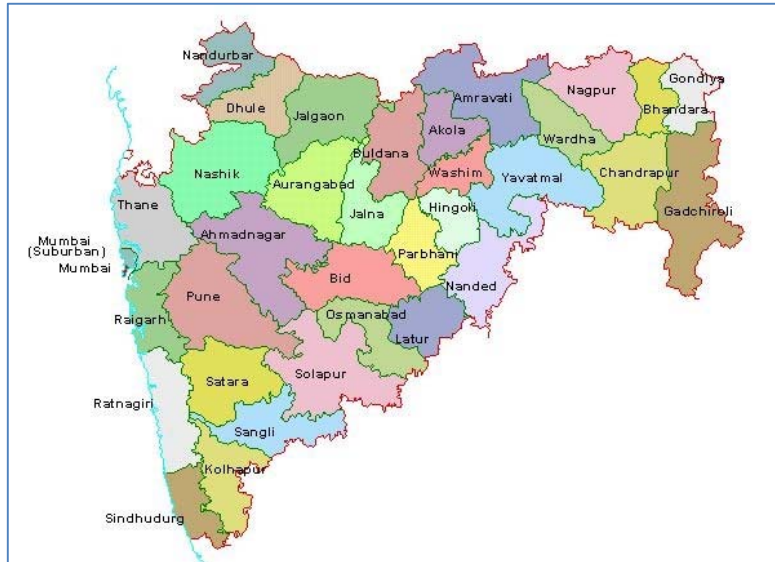 Nandurbar
Gondiya
Dhule
Jalgaon
Amravati
Nagpur
Bhandara
Akola
Buldana
Wardha
Nashik
Aurangabad
Washim
Yavatmal
Chandrapur
Thane
Jalna
Hingoli
Gadchiroli
Ahmadnagar
Mumbai
(Suburban)
Parbhani
Mumbai
Bid
Nanded
Pune
Raigarh
Osmanabad
Latur
Satara
Solapur
Ratnagiri
Sangli
Kolhapur
Sindhudurg